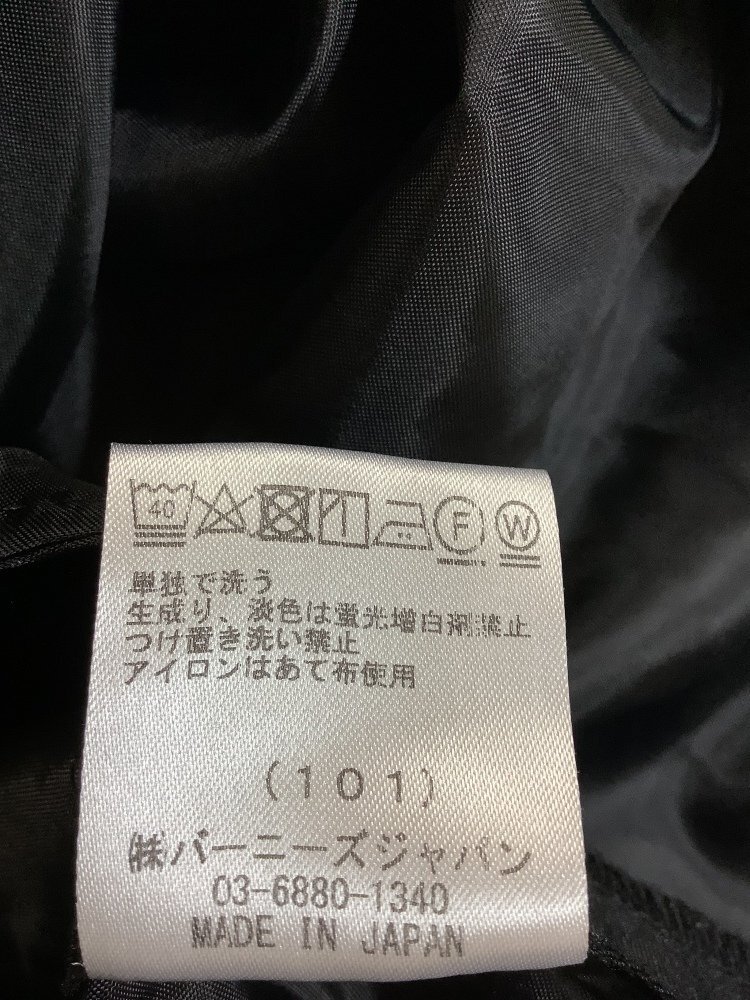 40 F W
単独で洗う
生成り、淡色は蛍光増白剤禁止
つけ置き洗い禁止
アイロンはあて布使用
(101)
㈱バーニーズジャパン
03-6880-1340
MADE IN JAPAN